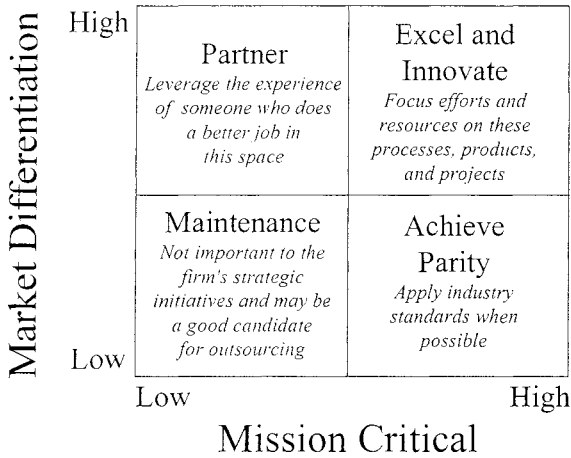 Market Differentiation
High
Partner
Leverage the experience
of someone who does
a better job in
this space
Excel and
Innovate
Focus efforts and
resources on these
processes, products,
and projects
Maintenance
Not important to the
firm's strategic
initiatives and may be
a good candidate
for outsourcing
Achieve
Parity
Apply industry
standards when
possible
Low
Low
High
Mission Critical